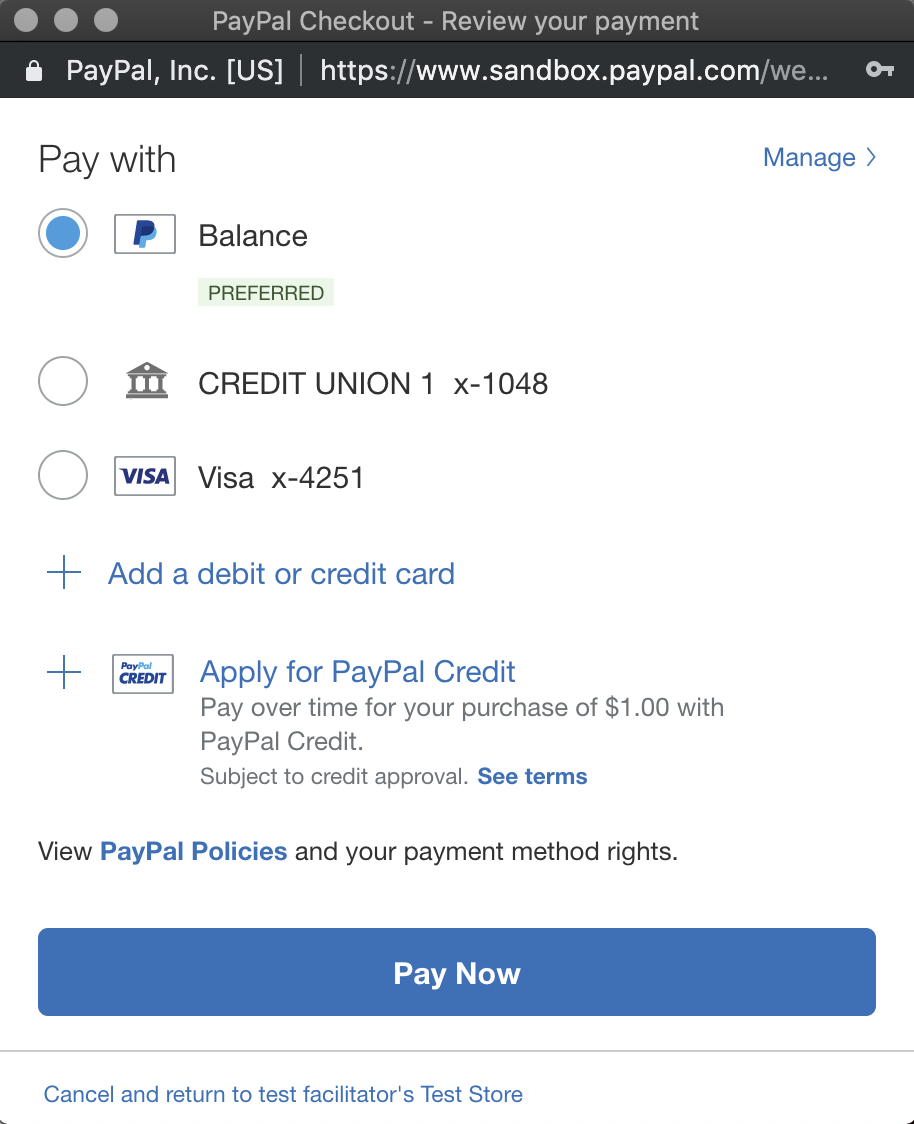 PayPal Checkout - Review your payment
PayPal, Inc. [US] | https://www.sandbox.paypal.com/we...
Pay with
Manage
Balance
PREFERRED
CREDIT UNION 1 x-1048
VISA
Visa x-4251
Add a debit or credit card
PayPal
CREDIT
Apply for PayPal Credit
Pay over time for your purchase of $1.00 with
PayPal Credit.
Subject to credit approval. See terms
View PayPal Policies and your payment method rights.
Pay Now
Cancel and return to test facilitator's Test Store